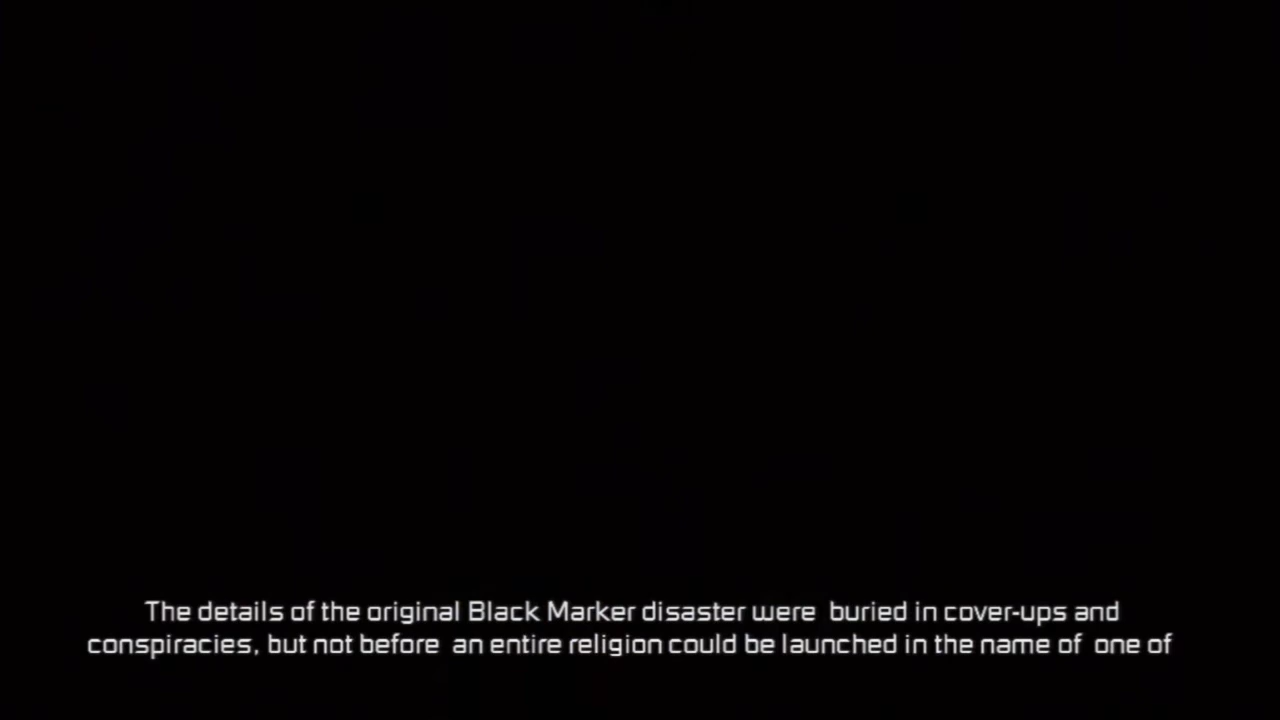 The details of the original Black Marker disaster were buried in cover-ups and
conspiracies, but not before an entire religion could be launched in the name of one of